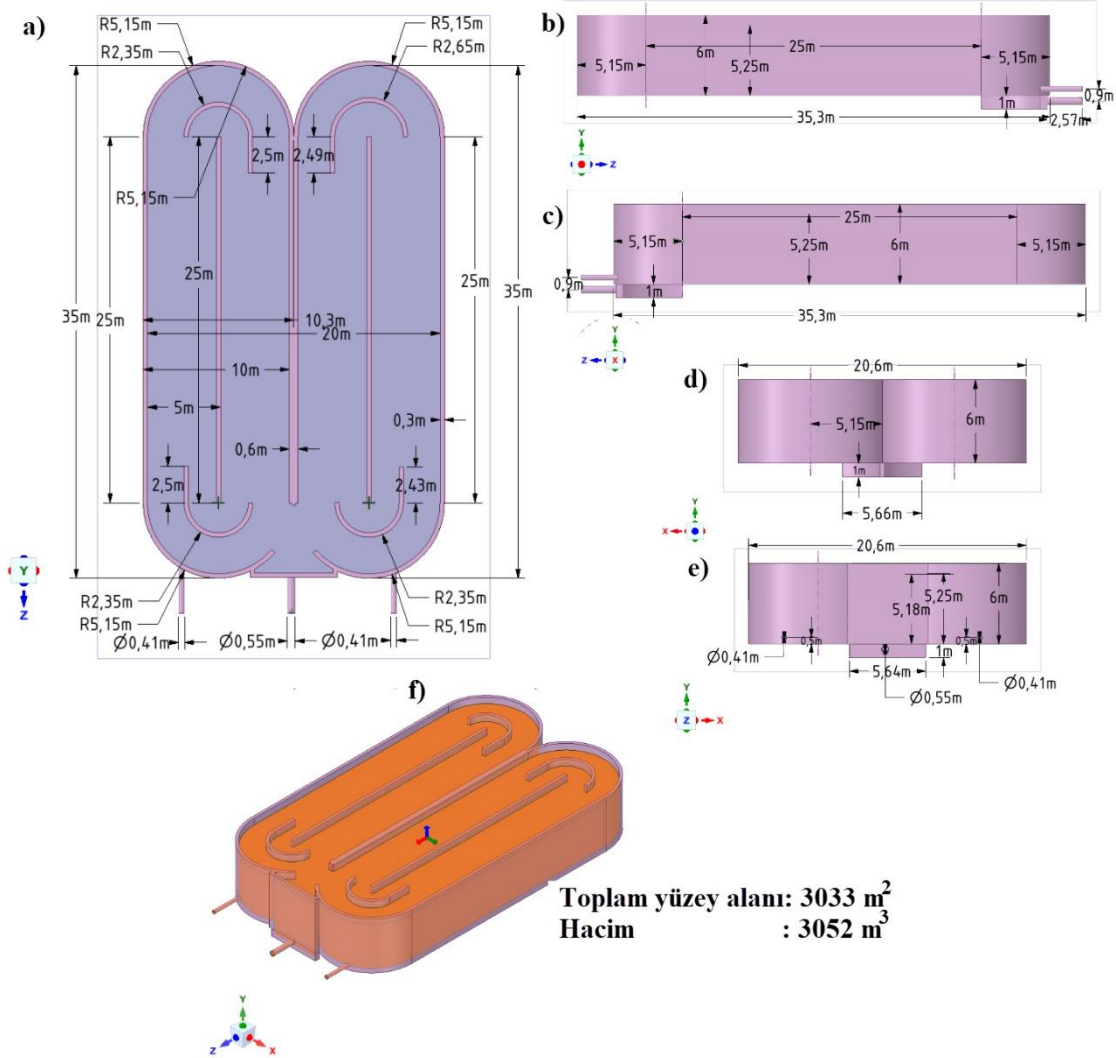 a)
R5,15m
R5,15m
R2,35m
R2,65m
2,5m
2,49m
R5,15m
25m
35m
25m
25m
35m
10,3m
20m
10m
5m
0,3m
0,6m
2,5m
2,43m
R2,35m
R2,35m
R5,15m
R5,15m
Ø0,41m
Ø0,55m
Ø0,41m
Y
Z
b)
25m
6m
5,15m
5,25m
5,15m
1m
0,9m
35,3m
2,57m
Y
Z
c)
25m
5,15m
5,25m
6m
5,15m
0,9m
1m
35,3m
Y
Z
X
d)
20,6m
5,15m
6m
1m
5,66m
Y
X
e)
20,6m
5,18m
5,25m
6m
0,5m
0,5m
1m
Ø0,41m
5,64m
Ø0,41m
Ø0,55m
Y
Z
X
f)
Toplam yüzey alanı: 3033 m2
Hacim : 3052 m3
Y
Z
X